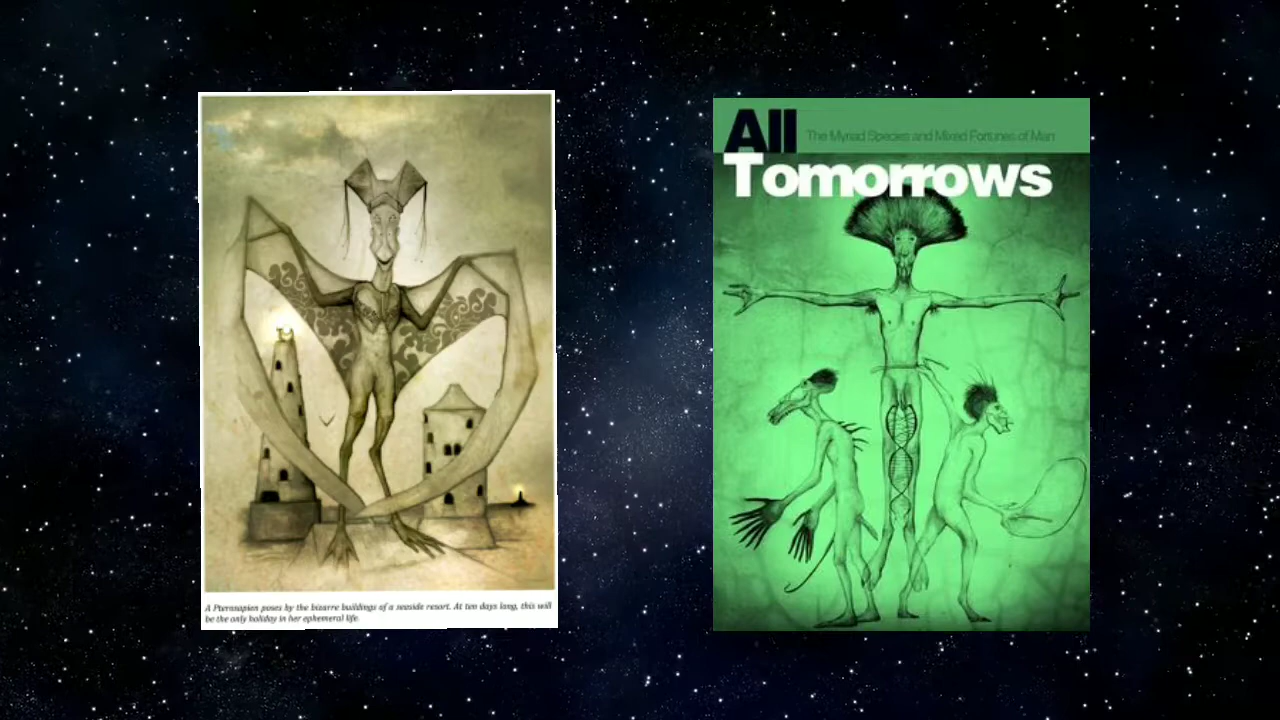 A Pterosapien poses by the bizarre buildings of a seaside resort. At ten days long, this will
be the only holiday in her ephemeral life.
All
The Myriad Species and Mixed Fortunes of Man
Tomorrows